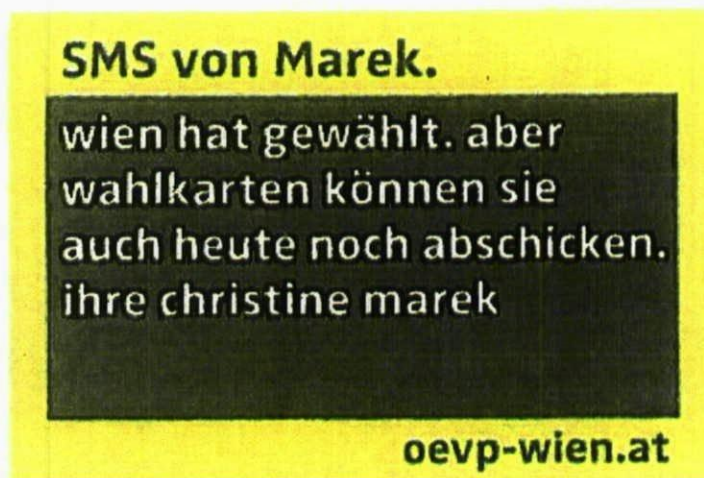 SMS von Marek.
wien hat gewählt. aber
wahlkarten können sie
auch heute noch abschicken.
ihre christine marek
oevp-wien.at